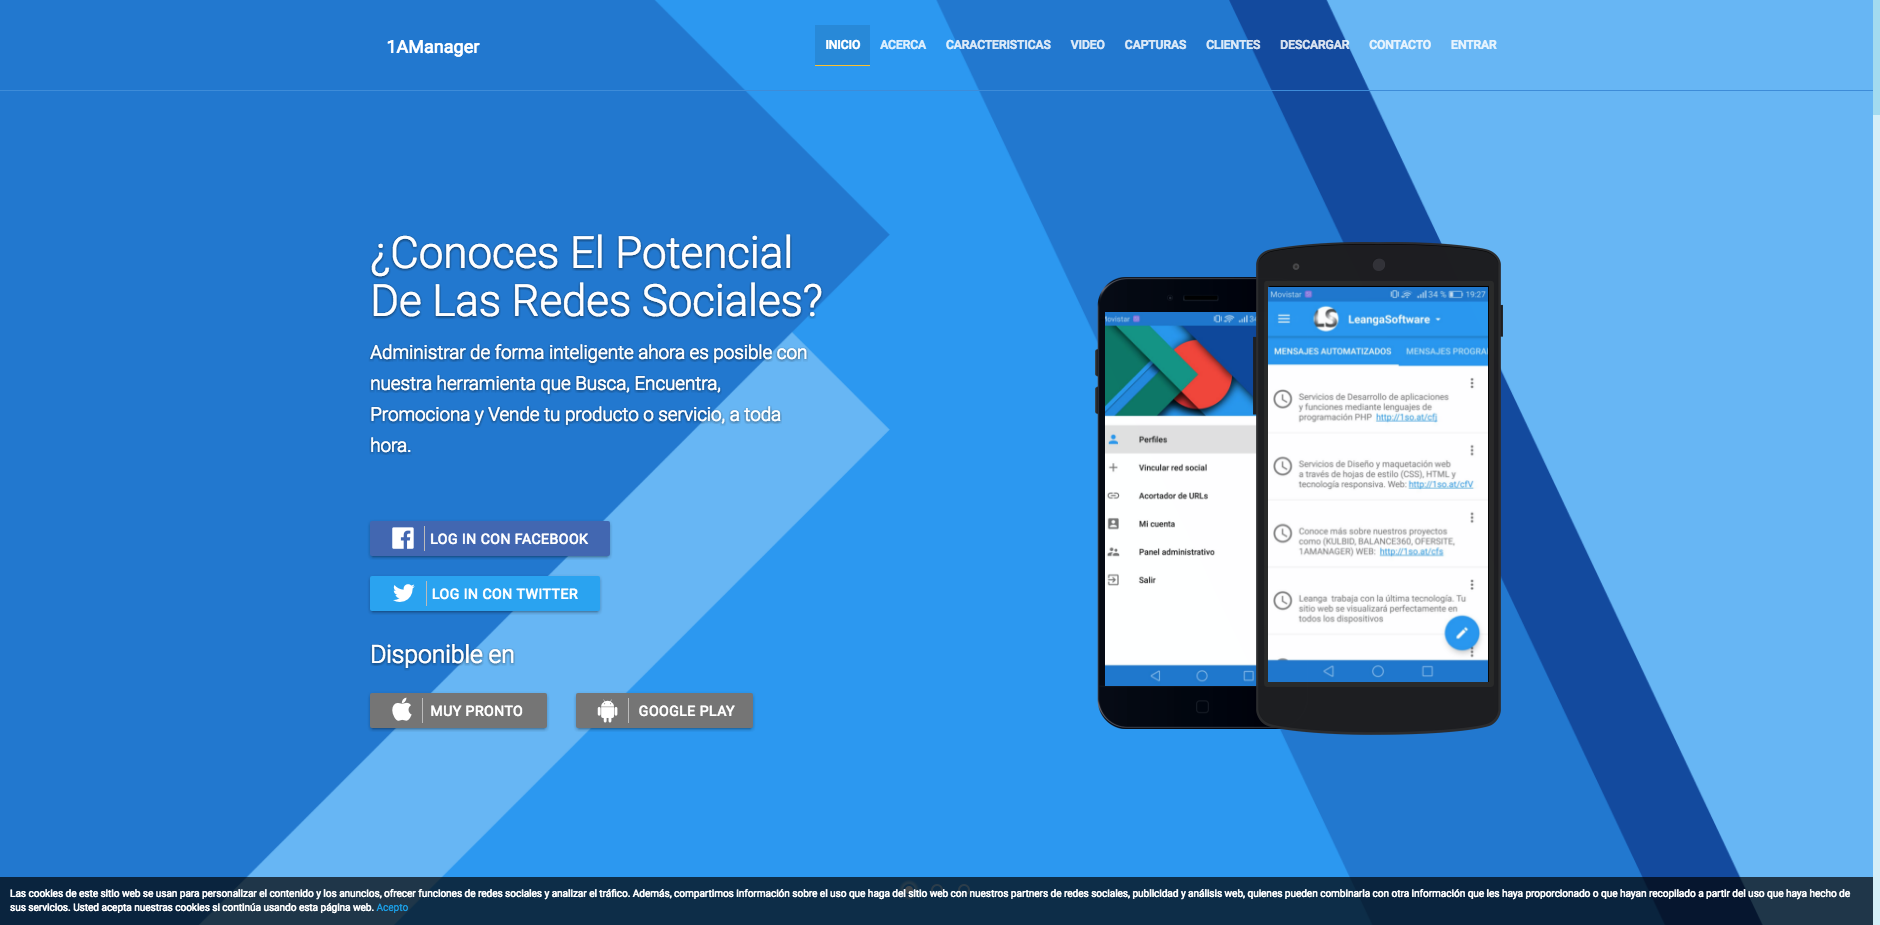 1AManager
INICIO ACERCA CARACTERISTICAS VIDEO CAPTURAS CLIENTES DESCARGAR CONTACTO ENTRAR
¿Conoces El Potencial
De Las Redes Sociales?
Administrar de forma inteligente ahora es posible con
nuestra herramienta que Busca, Encuentra,
Promociona y Vende tu producto o servicio, a toda
hora.
LOG IN CON FACEBOOK
LOG IN CON TWITTER
Disponible en
MUY PRONTO
GOOGLE PLAY
Perfiles
Vincular red social
Acortador de URLs
Mi cuenta
Panel administrativo
Salir
Movistar 34 % 19:27
LeangaSoftware
MENSAJES AUTOMATIZADOS MENSAJES PROGRA
Servicios de Desarrollo de aplicaciones
y funciones mediante lenguajes de
programación PHP http://1so.at/cfj
Servicios de Diseño y maquetación web
a través de hojas de estilo (CSS), HTML y
tecnología responsiva. Web: http://1so.at/cfV
Conoce más sobre nuestros proyectos
como (KULBID, BALANCE360, OFERSITE,
1AMANAGER) WEB: http://1so.at/cfs
Leanga trabaja con la última tecnología. Tu
sitio web se visualizará perfectamente en
todos los dispositivos
Las cookies de este sitio web se usan para personalizar el contenido y los anuncios, ofrecer funciones de redes sociales y analizar el tráfico. Además, compartimos información sobre el uso que haga del sitio web con nuestros partners de redes sociales, publicidad y análisis web, quienes pueden combinarla con otra información que les haya proporcionado o que hayan recopilado a partir del uso que haya hecho de
sus servicios. Usted acepta nuestras cookies si continúa usando esta página web. Acepto